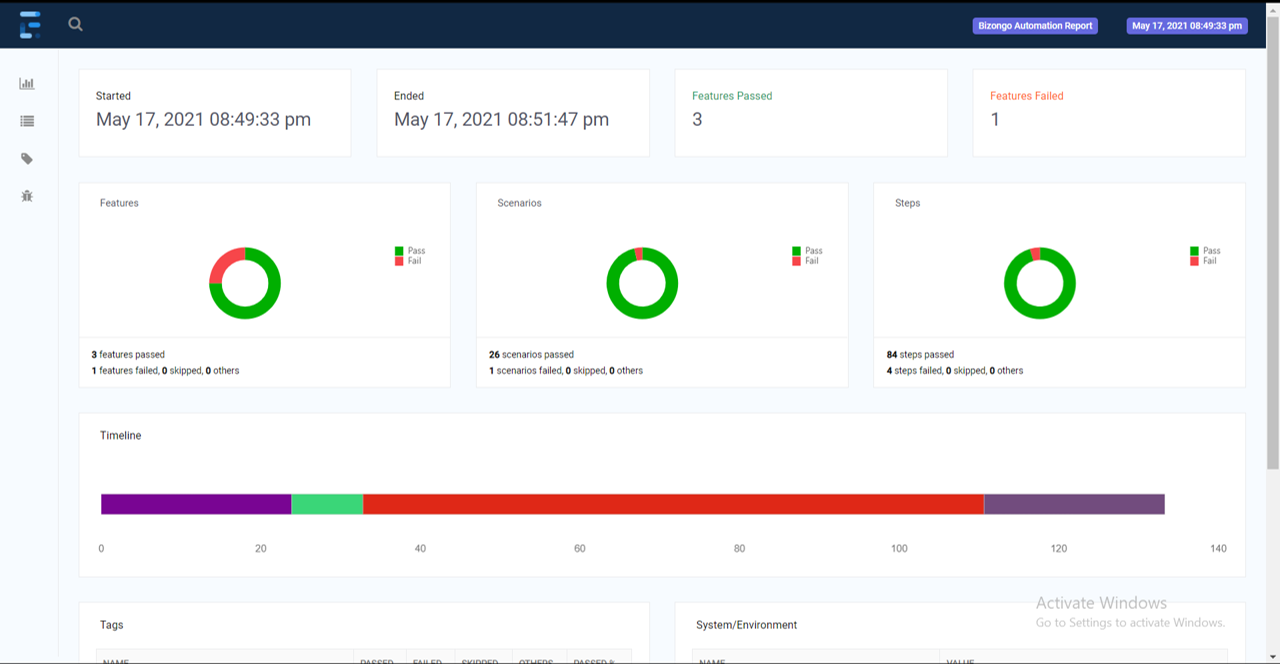 Bizongo Automation Report
May 17, 2021 08:49:33 pm
Started
May 17, 2021 08:49:33 pm
Ended
May 17, 2021 08:51:47 pm
Features Passed
3
Features Failed
1
Features
Pass
Fail
3 features passed
1 features failed, 0 skipped, 0 others
Scenarios
Pass
Fail
26 scenarios passed
1 scenarios failed, 0 skipped, 0 others
Steps
Pass
Fail
84 steps passed
4 steps failed, 0 skipped, 0 others
Timeline
0 20 40 60 80 100 120 140
Tags
NAME PASSED FAILED SKIPPED OTHERS PASSED %
System/Environment
NAME VALUE
Activate Windows
Go to Settings to activate Windows.